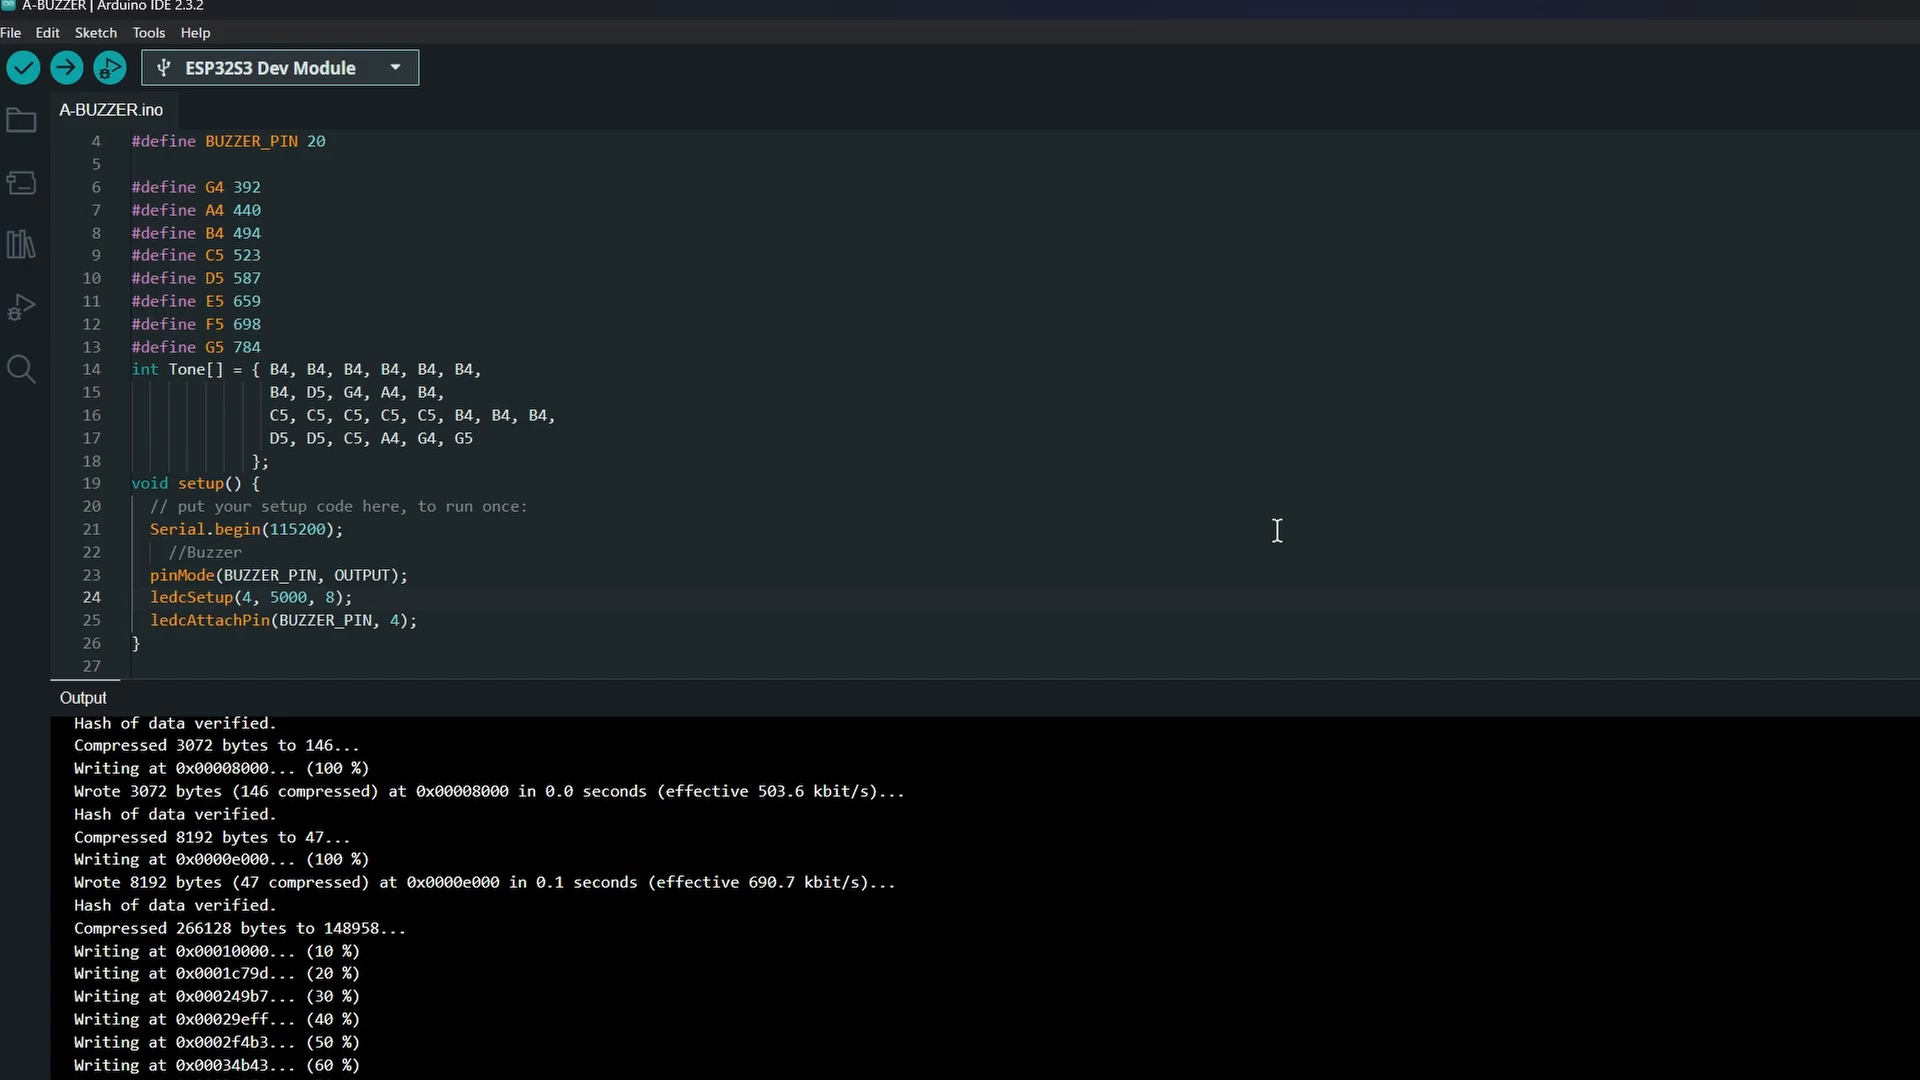 A-BUZZER | Arduino IDE 2.3.2
File Edit Sketch Tools Help
ESP32S3 Dev Module
A-BUZZER.ino
4 #define BUZZER_PIN 20
5
6 #define G4 392
7 #define A4 440
8 #define B4 494
9 #define C5 523
10 #define D5 587
11 #define E5 659
12 #define F5 698
13 #define G5 784
14 int Tone[] = { B4, B4, B4, B4, B4, B4,
15 B4, D5, G4, A4, B4,
16 C5, C5, C5, C5, C5, B4, B4, B4,
17 D5, D5, C5, A4, G4, G5
18 };
19 void setup() {
20 // put your setup code here, to run once:
21 Serial.begin(115200);
22 //Buzzer
23 pinMode(BUZZER_PIN, OUTPUT);
24 ledcSetup(4, 5000, 8);
25 ledcAttachPin(BUZZER_PIN, 4);
26 }
27
Output
Hash of data verified.
Compressed 3072 bytes to 146...
Writing at 0x00008000... (100 %)
Wrote 3072 bytes (146 compressed) at 0x00008000 in 0.0 seconds (effective 503.6 kbit/s)...
Hash of data verified.
Compressed 8192 bytes to 47...
Writing at 0x0000e000... (100 %)
Wrote 8192 bytes (47 compressed) at 0x0000e000 in 0.1 seconds (effective 690.7 kbit/s)...
Hash of data verified.
Compressed 266128 bytes to 148958...
Writing at 0x00010000... (10 %)
Writing at 0x0001c79d... (20 %)
Writing at 0x000249b7... (30 %)
Writing at 0x00029eff... (40 %)
Writing at 0x0002f4b3... (50 %)
Writing at 0x00034b43... (60 %)